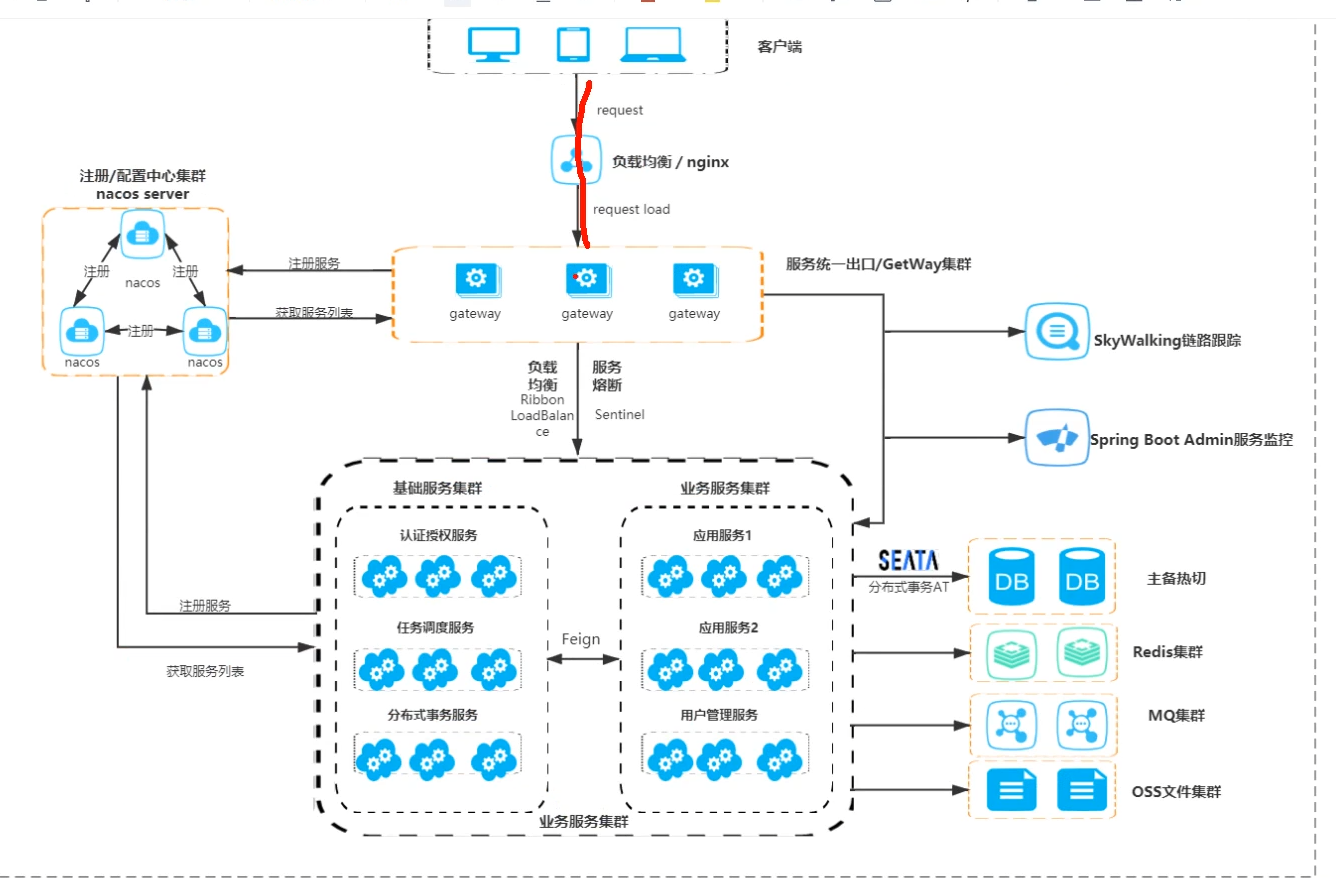 客户端
request
负载均衡 / nginx
request load
注册/配置中心集群
nacos server
注册
注册
nacos
注册
nacos
nacos
注册服务
获取服务列表
gateway
gateway
gateway
服务统一出口/GetWay集群
SkyWalking链路跟踪
Spring Boot Admin服务监控
负载
均衡
Ribbon
LoadBalan
ce
服务
熔断
Sentinel
基础服务集群
业务服务集群
认证授权服务
应用服务1
任务调度服务
应用服务2
Feign
分布式事务服务
用户管理服务
业务服务集群
注册服务
获取服务列表
SEATA
分布式事务AT
DB
DB
主备热切
Redis集群
MQ集群
OSS文件集群